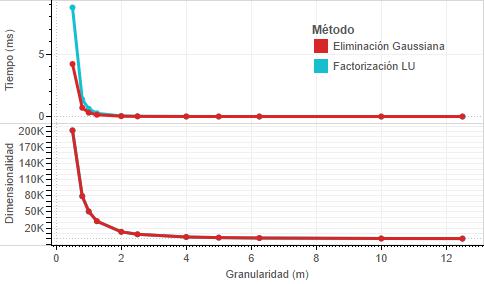 Método
Eliminación Gaussiana
Factorización LU
Tiempo (ms)
5
0
Dimensionalidad
200K
170K
140K
110K
80K
50K
20K
0 2 4 6 8 10 12
Granularidad (m)